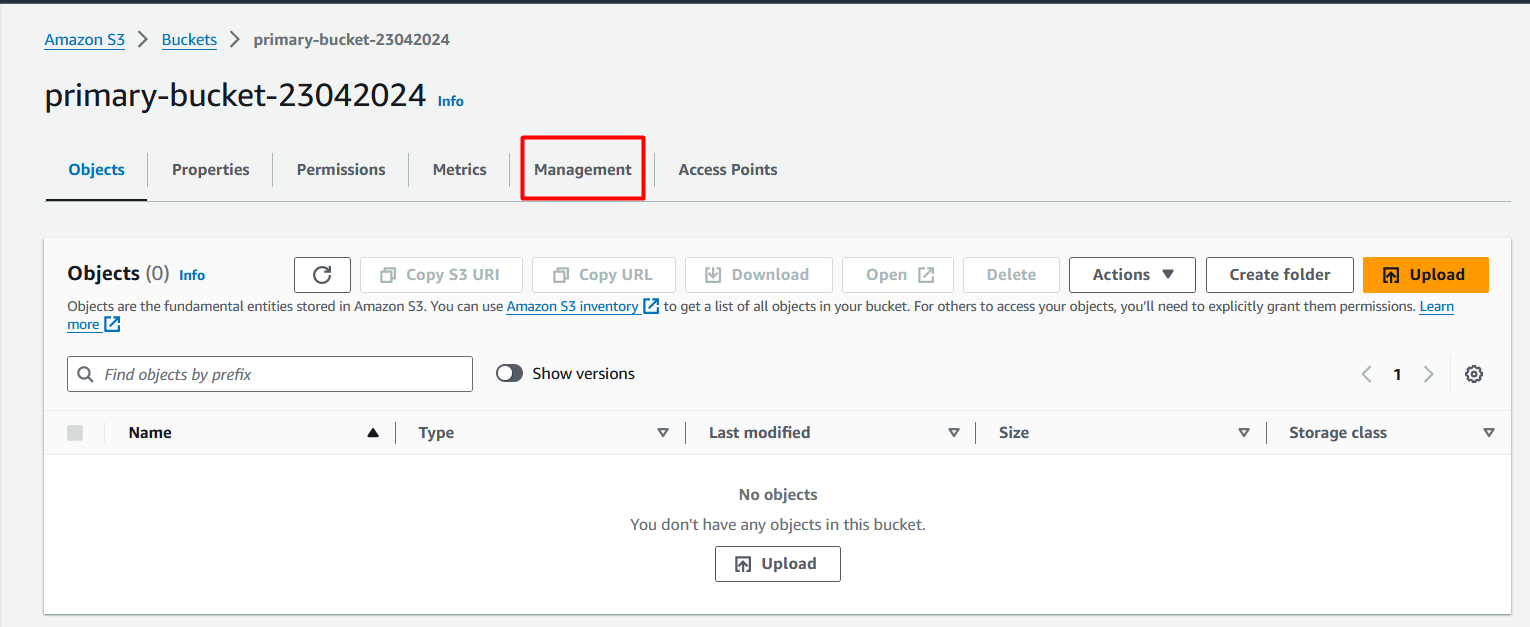 Amazon S3 > Buckets > primary-bucket-23042024
primary-bucket-23042024 Info
Objects Properties Permissions Metrics Management Access Points
Objects (0) Info Copy S3 URI Copy URL Download Open Delete Actions Create folder Upload
Objects are the fundamental entities stored in Amazon S3. You can use Amazon S3 inventory to get a list of all objects in your bucket. For others to access your objects, you’ll need to explicitly grant them permissions. Learn
more
Find objects by prefix Show versions 1
Name Type Last modified Size Storage class
No objects
You don't have any objects in this bucket.
Upload